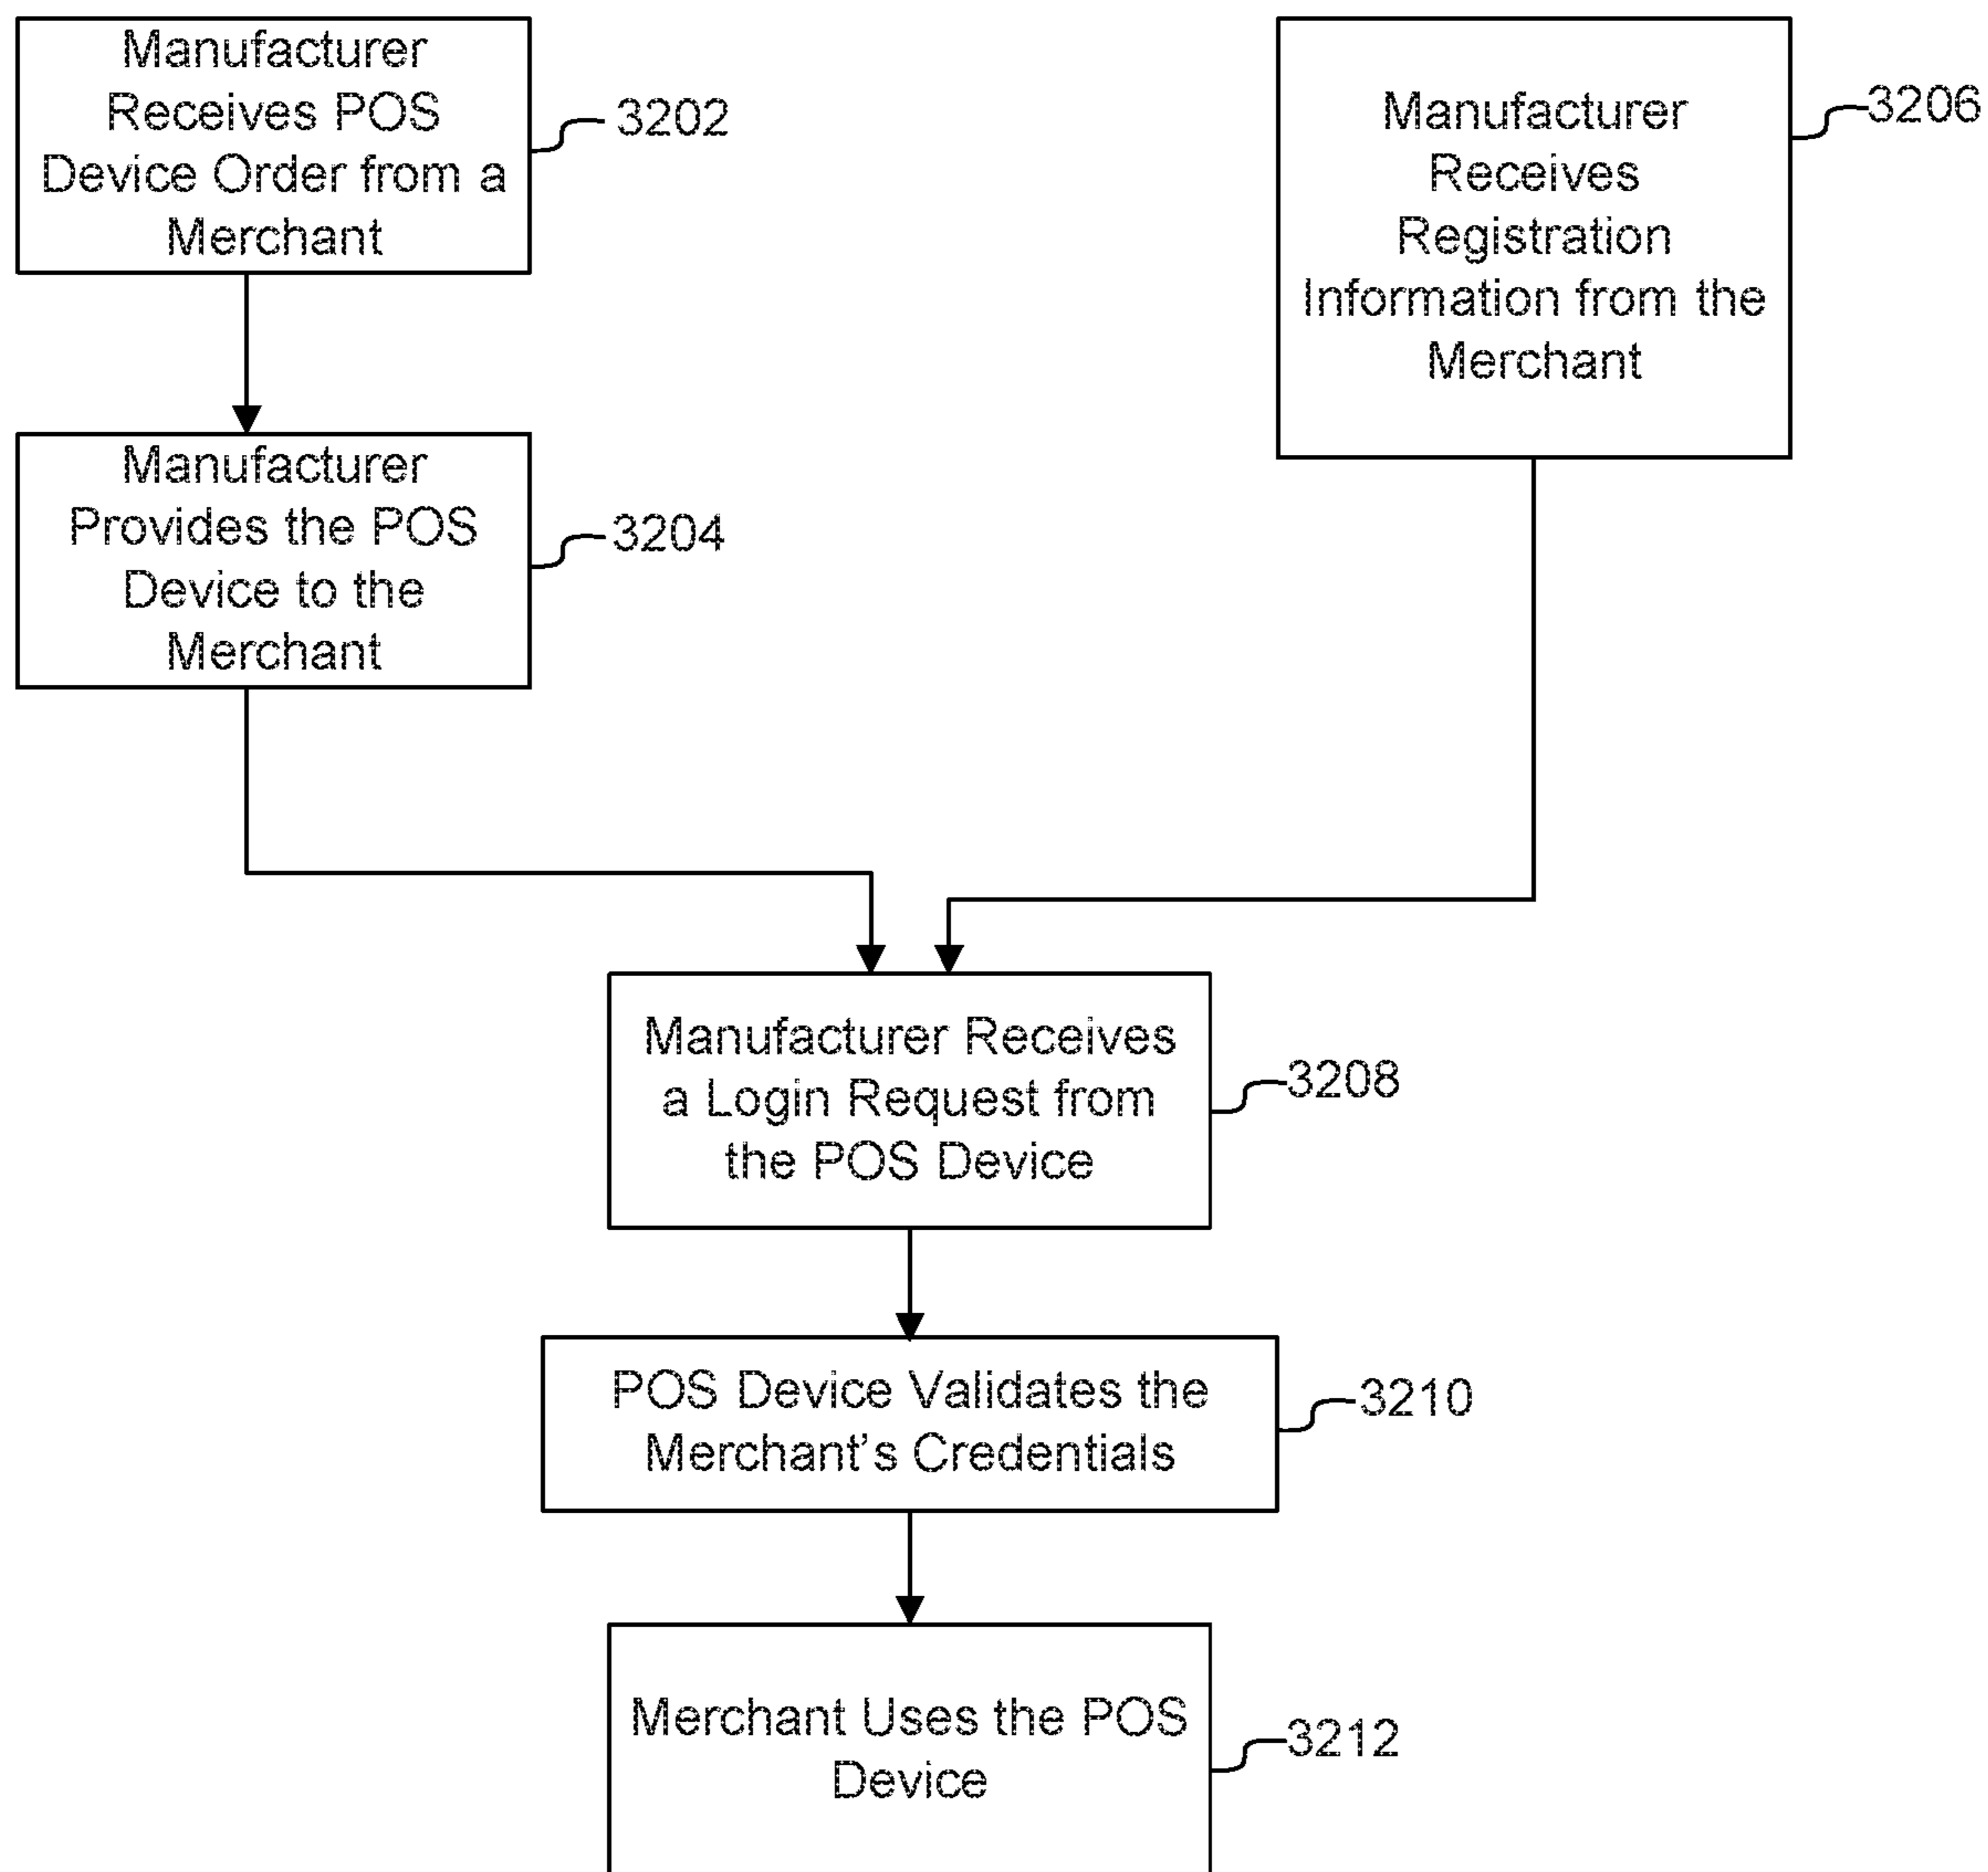 Manufacturer
Receives POS
Device Order from a
Merchant
3202
Manufacturer
Receives
Registration
Information from the
Merchant
3206
Manufacturer
Provides the POS
Device to the
Merchant
3204
Manufacturer Receives
a Login Request from
the POS Device
3208
POS Device Validates the
Merchant's Credentials
3210
Merchant Uses the POS
Device
3212